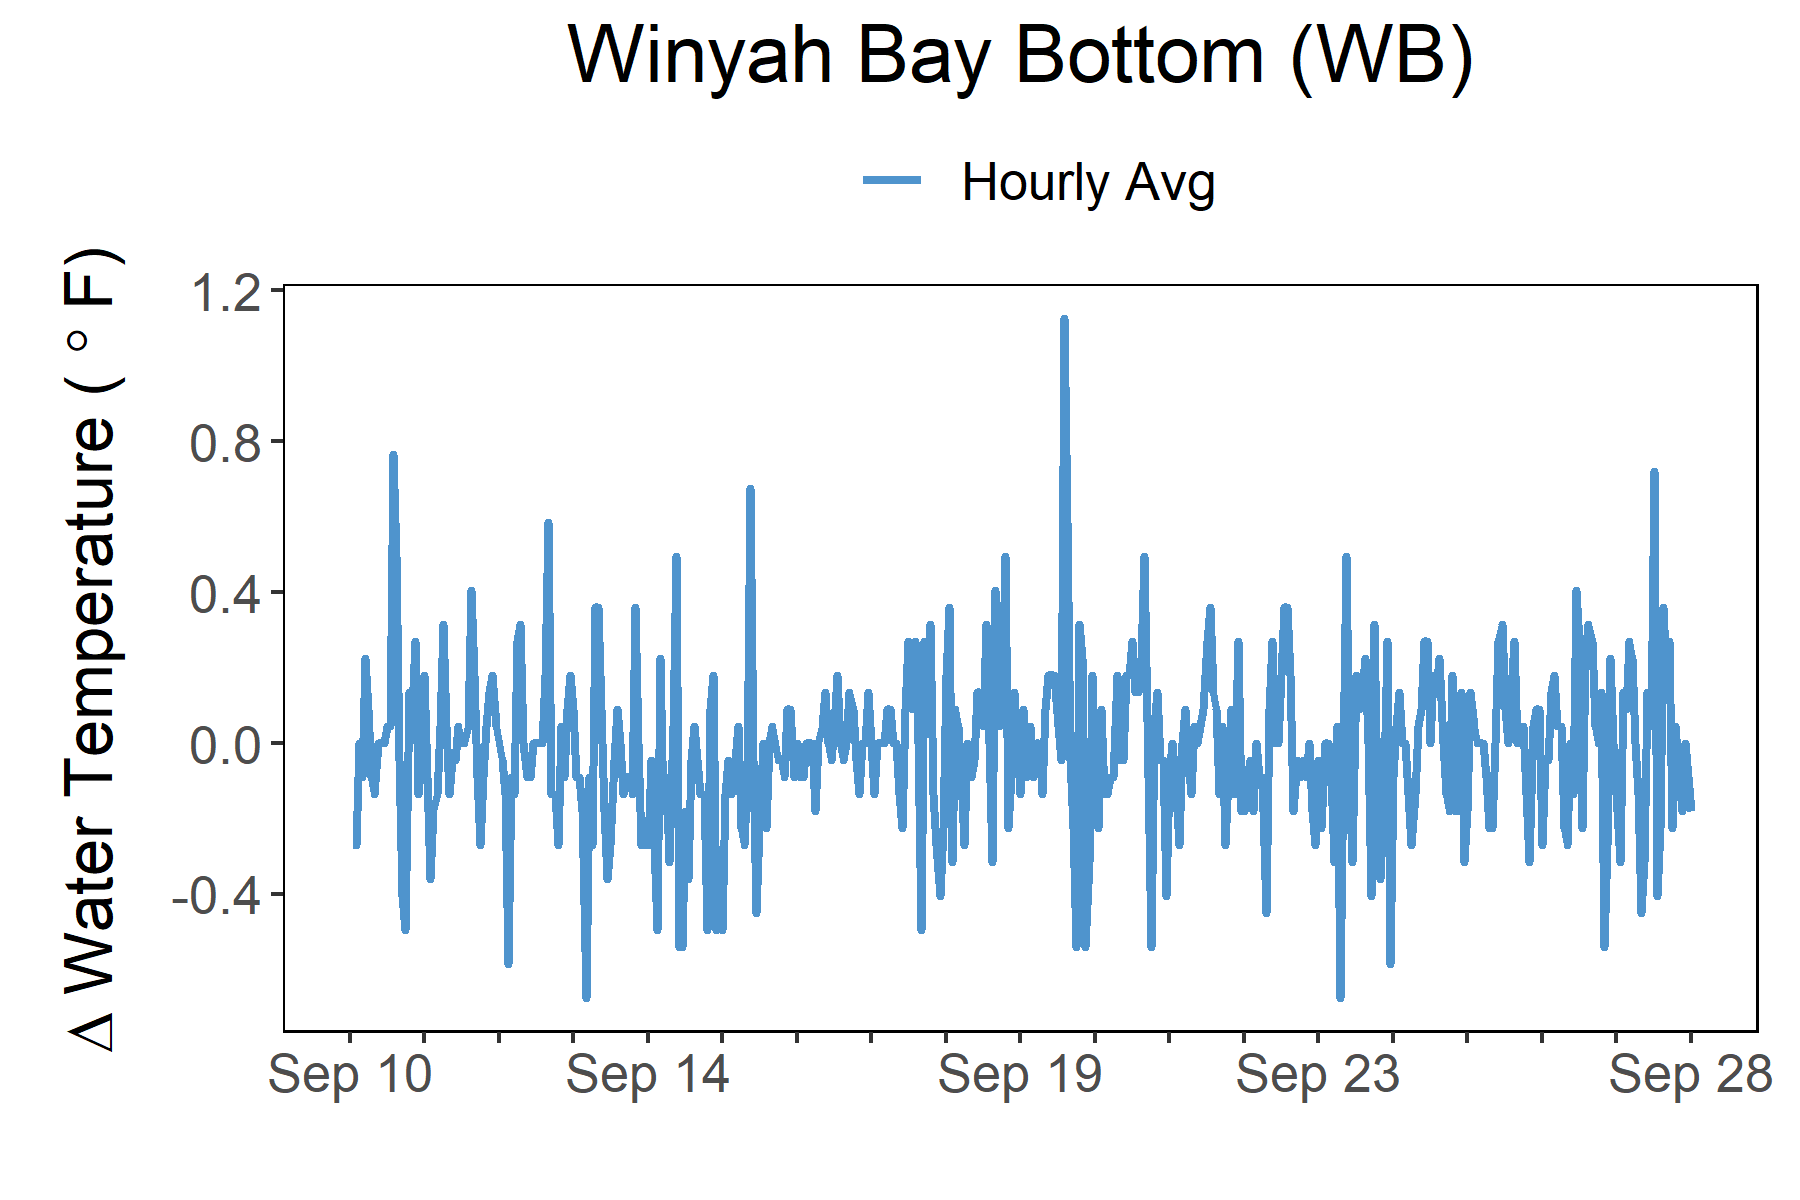 Winyah Bay Bottom (WB)
Hourly Avg
Δ Water Temperature ( ° F)
1.2
0.8
0.4
0.0
-0.4
Sep 10 Sep 14 Sep 19 Sep 23 Sep 28